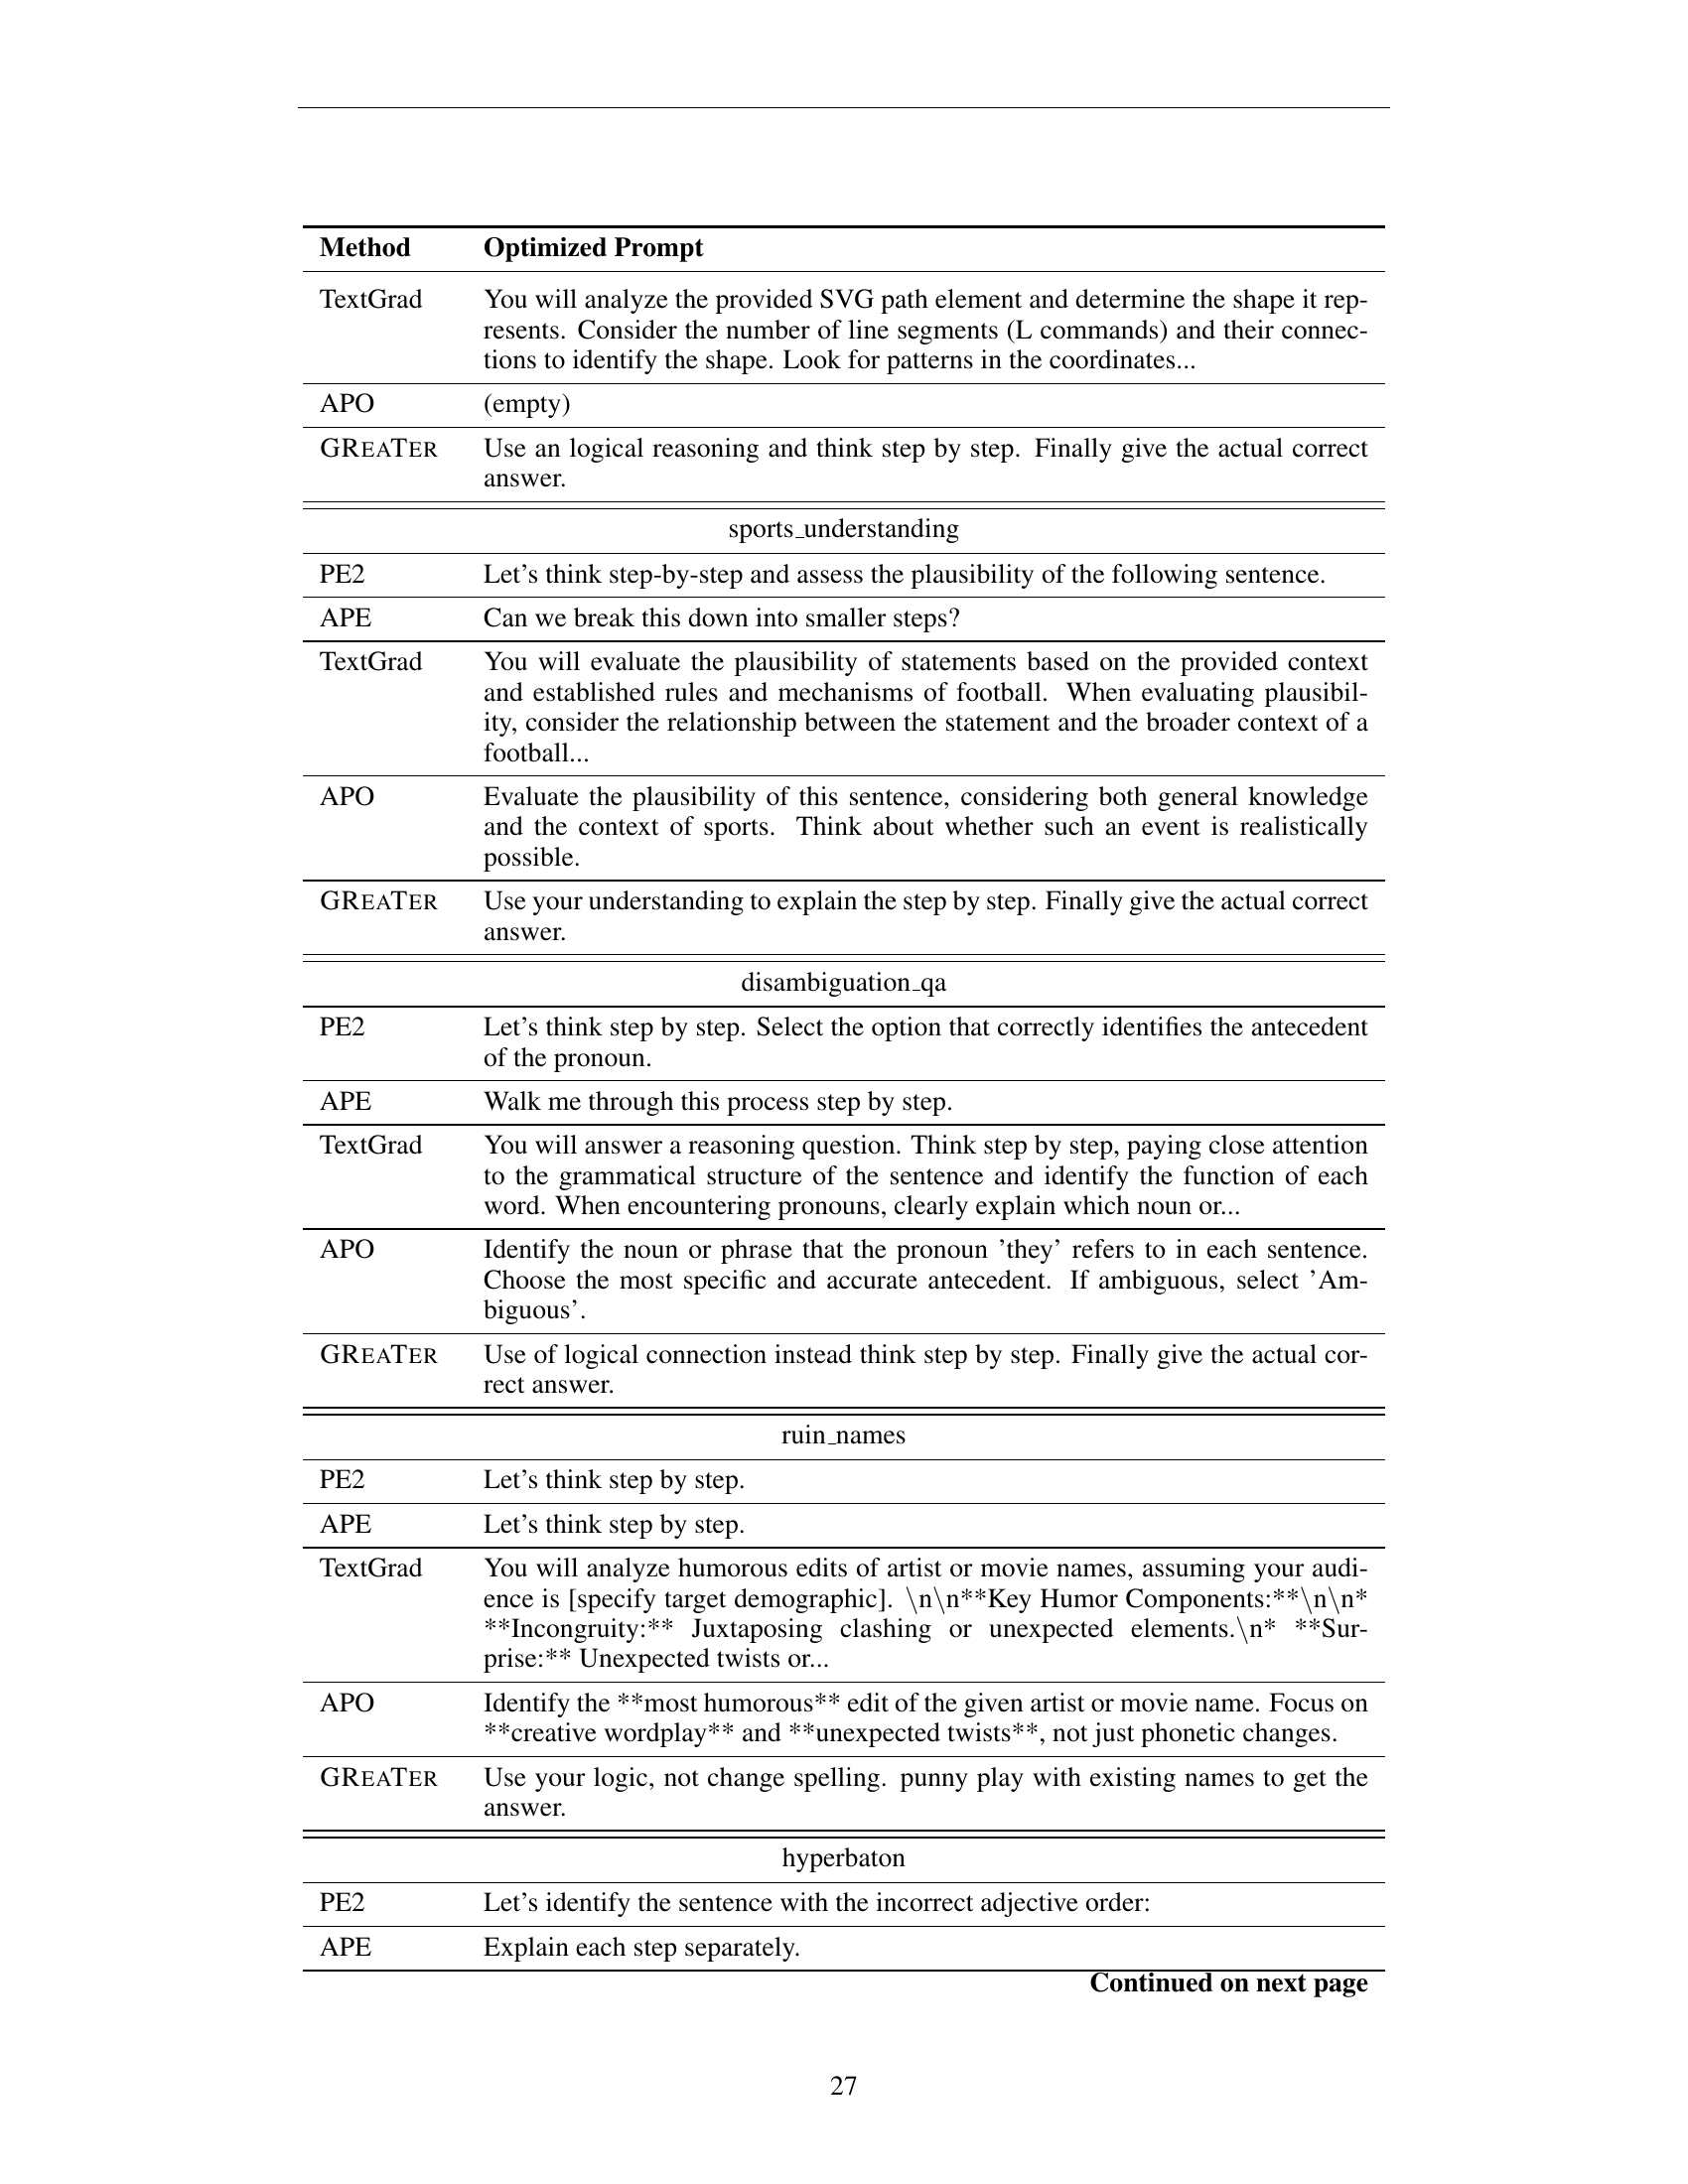 Method Optimized Prompt
TextGrad You will analyze the provided SVG path element and determine the shape it rep-
resents. Consider the number of line segments (L commands) and their connec-
tions to identify the shape. Look for patterns in the coordinates...
APO (empty)
GREATER Use an logical reasoning and think step by step. Finally give the actual correct
answer.
sports_understanding
PE2 Let's think step-by-step and assess the plausibility of the following sentence.
APE Can we break this down into smaller steps?
TextGrad You will evaluate the plausibility of statements based on the provided context
and established rules and mechanisms of football. When evaluating plausibil-
ity, consider the relationship between the statement and the broader context of a
football...
APO Evaluate the plausibility of this sentence, considering both general knowledge
and the context of sports. Think about whether such an event is realistically
possible.
GREATER Use your understanding to explain the step by step. Finally give the actual correct
answer.
disambiguation_qa
PE2 Let's think step by step. Select the option that correctly identifies the antecedent
of the pronoun.
APE Walk me through this process step by step.
TextGrad You will answer a reasoning question. Think step by step, paying close attention
to the grammatical structure of the sentence and identify the function of each
word. When encountering pronouns, clearly explain which noun or...
APO Identify the noun or phrase that the pronoun 'they' refers to in each sentence.
Choose the most specific and accurate antecedent. If ambiguous, select 'Am-
biguous'.
GREATER Use of logical connection instead think step by step. Finally give the actual cor-
rect answer.
ruin_names
PE2 Let's think step by step.
APE Let's think step by step.
TextGrad You will analyze humorous edits of artist or movie names, assuming your audi-
ence is [specify target demographic]. \n\n**Key Humor Components:**\n\n*
**Incongruity:** Juxtaposing clashing or unexpected elements.\n* **Sur-
prise:** Unexpected twists or...
APO Identify the **most humorous** edit of the given artist or movie name. Focus on
**creative wordplay** and **unexpected twists**, not just phonetic changes.
GREATER Use your logic, not change spelling. punny play with existing names to get the
answer.
hyperbaton
PE2 Let's identify the sentence with the incorrect adjective order:
APE Explain each step separately.
Continued on next page
27